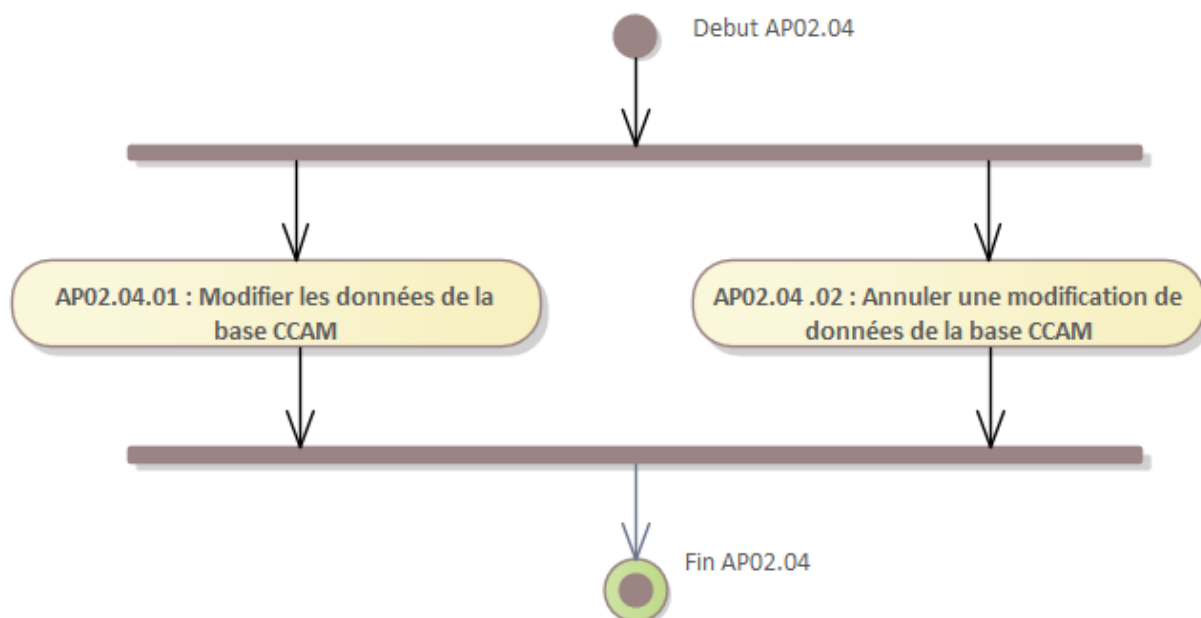 Debut AP02.04
AP02.04.01 : Modifier les données de la
base CCAM
AP02.04 .02 : Annuler une modification de
données de la base CCAM
Fin AP02.04